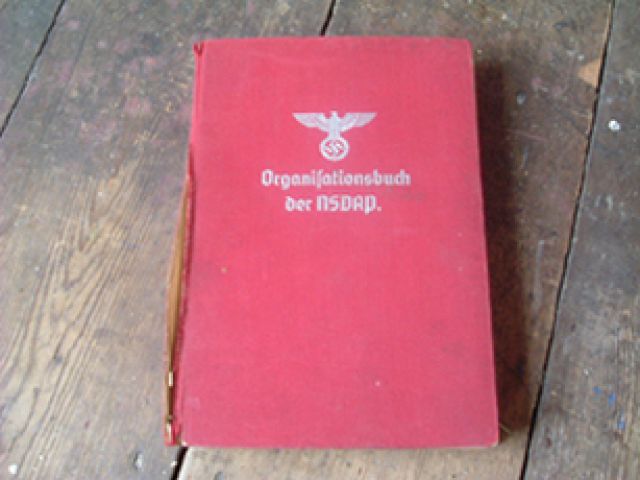 Organiſationsbuch
der NSDAP.